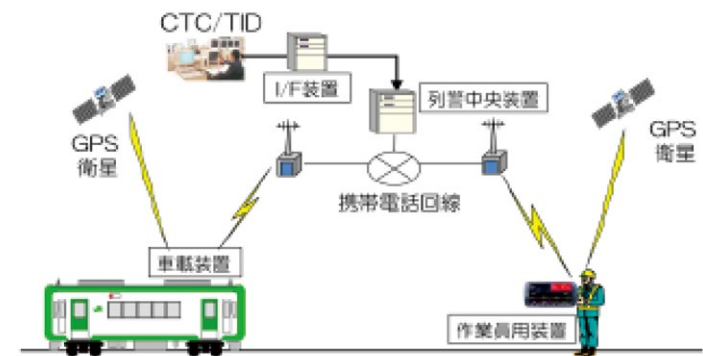 CTC/TID
I/F装置
列警中央装置
GPS
衛星
GPS
衛星
携帯電話回線
車載装置
作業員用装置